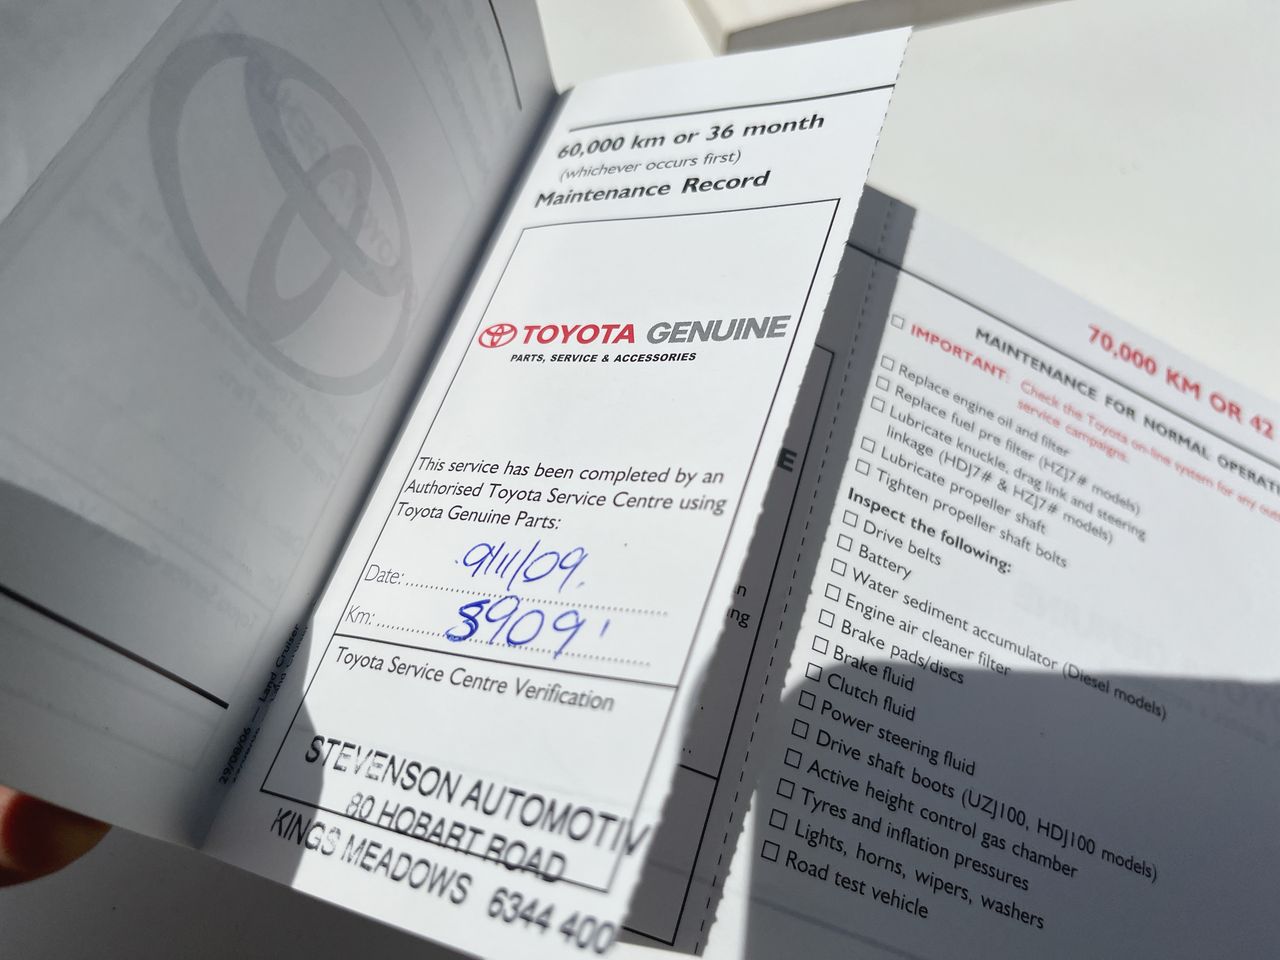 60,000 km or 36 month
(whichever occurs first)
Maintenance Record
TOYOTA GENUINE
PARTS, SERVICE & ACCESSORIES
This service has been completed by an
Authorised Toyota Service Centre using
Toyota Genuine Parts:
Date: 9/11/09.
Km: 59091
Toyota Service Centre Verification
STEVENSON AUTOMOTIV
80 HOBART ROAD
KINGS MEADOWS 6344 400
29/08/06 — Land Cruiser
70,000 KM OR 42
MAINTENANCE FOR NORMAL OPERATI
☐ IMPORTANT: Check the Toyota on-line system for any
service campaigns.
☐ Replace engine oil and filter
☐ Replace fuel pre filter (HZJ7# models)
☐ Lubricate knuckle, drag link and steering
linkage (HDJ7# & HZJ7# models)
☐ Lubricate propeller shaft
☐ Tighten propeller shaft bolts
Inspect the following:
☐ Drive belts
☐ Battery
☐ Water sediment accumulator (Diesel models)
☐ Engine air cleaner filter
☐ Brake pads/discs
☐ Brake fluid
☐ Clutch fluid
☐ Power steering fluid
☐ Drive shaft boots (UZJ100, HDJ100 models)
☐ Active height control gas chamber
☐ Tyres and inflation pressures
☐ Lights, horns, wipers, washers
☐ Road test vehicle